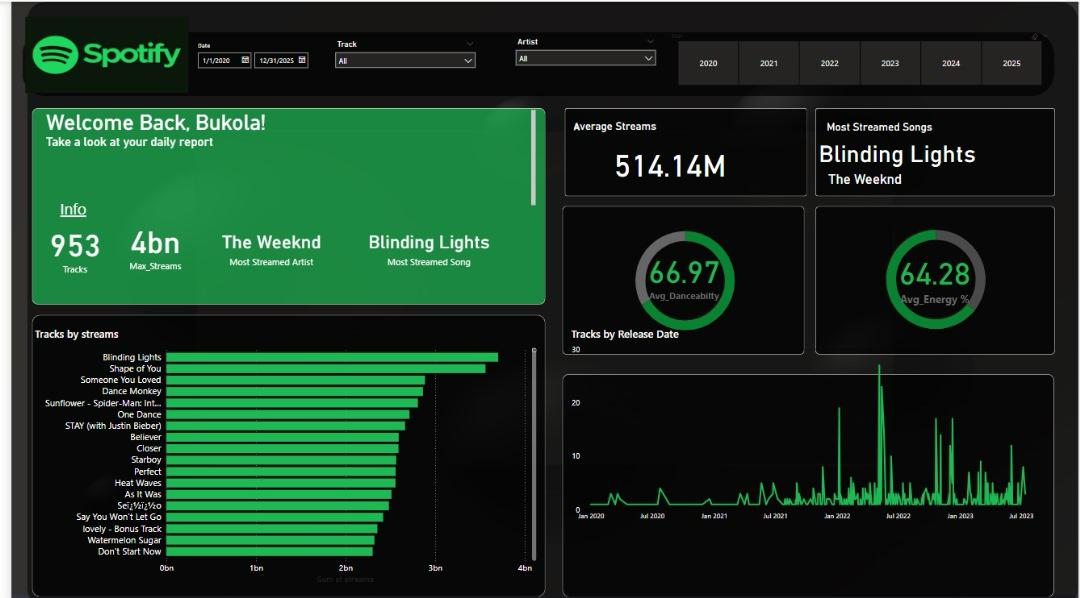 Spotify
Date
1/1/2020
12/31/2025
Track
All
Artist
All
2020
2021
2022
2023
2024
2025
Welcome Back, Bukola!
Take a look at your daily report
Info
953
Tracks
4bn
Max_Streams
The Weeknd
Most Streamed Artist
Blinding Lights
Most Streamed Song
Average Streams
514.14M
Most Streamed Songs
Blinding Lights
The Weeknd
66.97
Avg_Danceabilty
64.28
Avg_Energy %
Tracks by streams
Blinding Lights
Shape of You
Someone You Loved
Dance Monkey
Sunflower - Spider-Man: Int...
One Dance
STAY (with Justin Bieber)
Believer
Closer
Starboy
Perfect
Heat Waves
As It Was
Seï¿½ï¿½o
Say You Won't Let Go
lovely - Bonus Track
Watermelon Sugar
Don't Start Now
0bn
1bn
2bn
3bn
4bn
Sum of streams
Tracks by Release Date
30
20
10
0
Jan 2020
Jul 2020
Jan 2021
Jul 2021
Jan 2022
Jul 2022
Jan 2023
Jul 2023